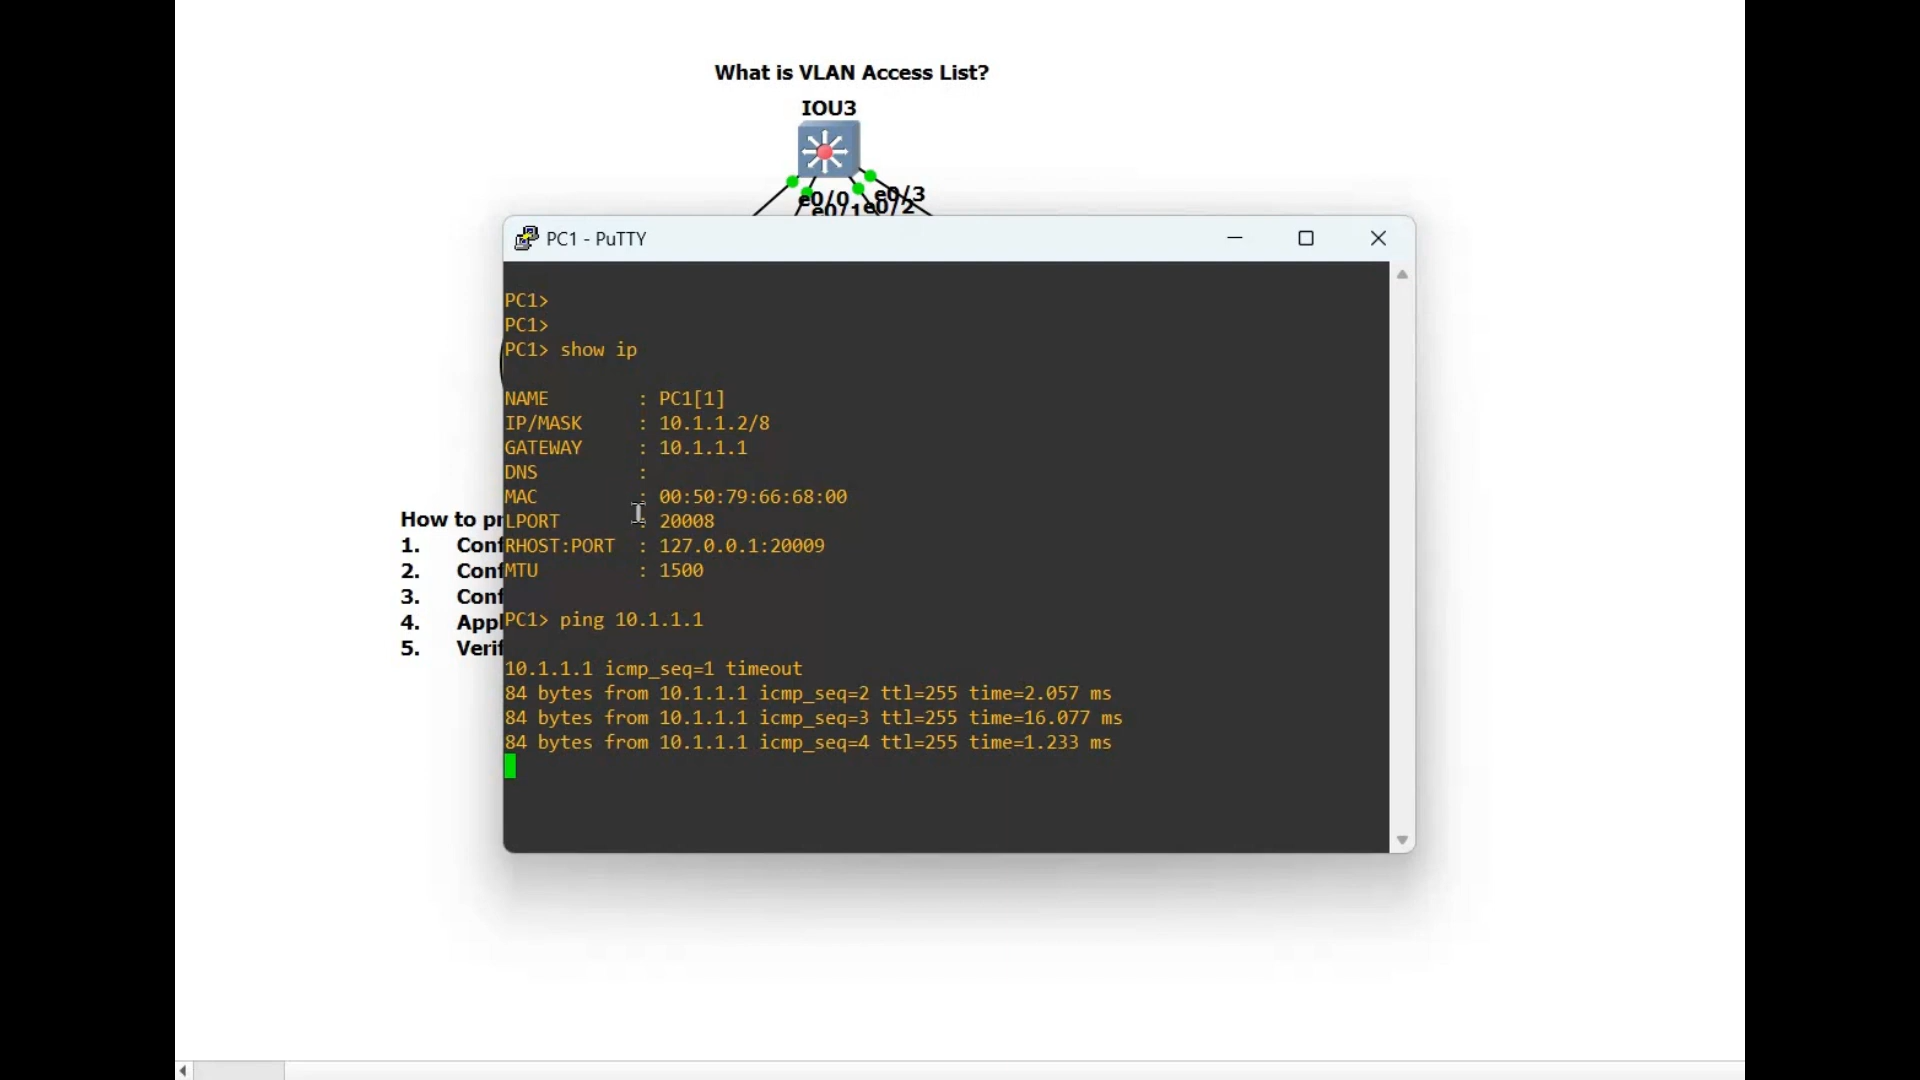 What is VLAN Access List?
IOU3
e0/0
e0/3
e0/1
e0/2
PC1 - PuTTY
PC1>
PC1>
PC1> show ip
NAME : PC1[1]
IP/MASK : 10.1.1.2/8
GATEWAY : 10.1.1.1
DNS :
MAC : 00:50:79:66:68:00
LPORT : 20008
RHOST:PORT : 127.0.0.1:20009
MTU : 1500
PC1> ping 10.1.1.1
10.1.1.1 icmp_seq=1 timeout
84 bytes from 10.1.1.1 icmp_seq=2 ttl=255 time=2.057 ms
84 bytes from 10.1.1.1 icmp_seq=3 ttl=255 time=16.077 ms
84 bytes from 10.1.1.1 icmp_seq=4 ttl=255 time=1.233 ms
How to
1.
2.
3.
4.
5.